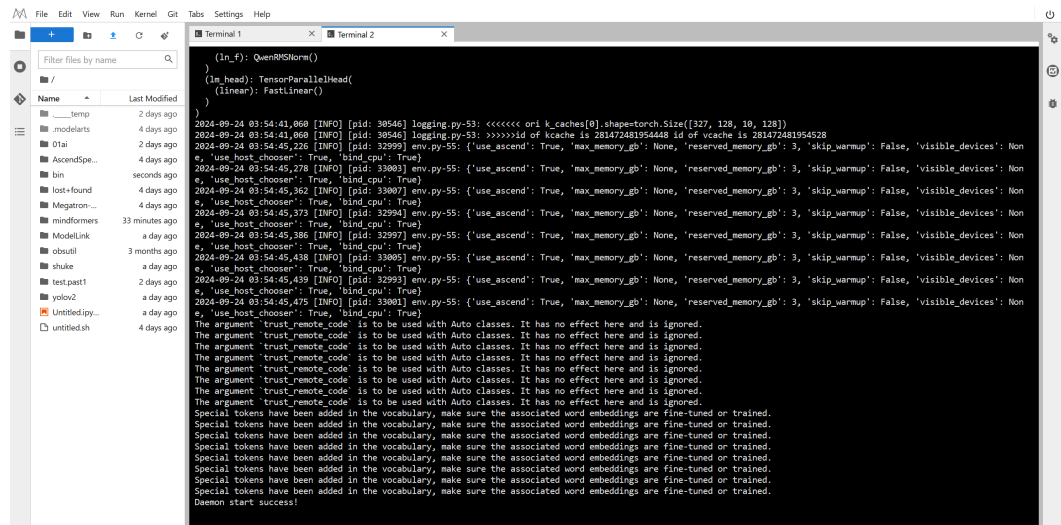 File Edit View Run Kernel Git Tabs Settings Help
Terminal 1
Terminal 2
Filter files by name
/
Name Last Modified
.____temp 2 days ago
.modelarts 4 days ago
01ai 2 days ago
AscendSpe... 4 days ago
bin seconds ago
lost+found 4 days ago
Megatron-... 4 days ago
mindformers 33 minutes ago
ModelLink a day ago
obsutil 3 months ago
shuke a day ago
test.past1 2 days ago
yolov2 a day ago
Untitled.ipy... a day ago
untitled.sh 4 days ago
(ln_f): QwenRMSNorm()
)
(lm_head): TensorParallelHead(
(linear): FastLinear()
)
)
2024-09-24 03:54:41,060 [INFO] [pid: 30546] logging.py-53: <<<<<<< ori k_caches[0].shape=torch.Size([327, 128, 10, 128])
2024-09-24 03:54:41,060 [INFO] [pid: 30546] logging.py-53: >>>>>>id of kcache is 281472481954448 id of vcache is 281472481954528
2024-09-24 03:54:45,226 [INFO] [pid: 32999] env.py-55: {'use_ascend': True, 'max_memory_gb': None, 'reserved_memory_gb': 3, 'skip_warmup': False, 'visible_devices': Non
e, 'use_host_chooser': True, 'bind_cpu': True}
2024-09-24 03:54:45,278 [INFO] [pid: 33003] env.py-55: {'use_ascend': True, 'max_memory_gb': None, 'reserved_memory_gb': 3, 'skip_warmup': False, 'visible_devices': Non
e, 'use_host_chooser': True, 'bind_cpu': True}
2024-09-24 03:54:45,362 [INFO] [pid: 33007] env.py-55: {'use_ascend': True, 'max_memory_gb': None, 'reserved_memory_gb': 3, 'skip_warmup': False, 'visible_devices': Non
e, 'use_host_chooser': True, 'bind_cpu': True}
2024-09-24 03:54:45,373 [INFO] [pid: 32994] env.py-55: {'use_ascend': True, 'max_memory_gb': None, 'reserved_memory_gb': 3, 'skip_warmup': False, 'visible_devices': Non
e, 'use_host_chooser': True, 'bind_cpu': True}
2024-09-24 03:54:45,386 [INFO] [pid: 32997] env.py-55: {'use_ascend': True, 'max_memory_gb': None, 'reserved_memory_gb': 3, 'skip_warmup': False, 'visible_devices': Non
e, 'use_host_chooser': True, 'bind_cpu': True}
2024-09-24 03:54:45,438 [INFO] [pid: 33005] env.py-55: {'use_ascend': True, 'max_memory_gb': None, 'reserved_memory_gb': 3, 'skip_warmup': False, 'visible_devices': Non
e, 'use_host_chooser': True, 'bind_cpu': True}
2024-09-24 03:54:45,439 [INFO] [pid: 32993] env.py-55: {'use_ascend': True, 'max_memory_gb': None, 'reserved_memory_gb': 3, 'skip_warmup': False, 'visible_devices': Non
e, 'use_host_chooser': True, 'bind_cpu': True}
2024-09-24 03:54:45,475 [INFO] [pid: 33001] env.py-55: {'use_ascend': True, 'max_memory_gb': None, 'reserved_memory_gb': 3, 'skip_warmup': False, 'visible_devices': Non
e, 'use_host_chooser': True, 'bind_cpu': True}
The argument `trust_remote_code` is to be used with Auto classes. It has no effect here and is ignored.
The argument `trust_remote_code` is to be used with Auto classes. It has no effect here and is ignored.
The argument `trust_remote_code` is to be used with Auto classes. It has no effect here and is ignored.
The argument `trust_remote_code` is to be used with Auto classes. It has no effect here and is ignored.
The argument `trust_remote_code` is to be used with Auto classes. It has no effect here and is ignored.
The argument `trust_remote_code` is to be used with Auto classes. It has no effect here and is ignored.
The argument `trust_remote_code` is to be used with Auto classes. It has no effect here and is ignored.
The argument `trust_remote_code` is to be used with Auto classes. It has no effect here and is ignored.
Special tokens have been added in the vocabulary, make sure the associated word embeddings are fine-tuned or trained.
Special tokens have been added in the vocabulary, make sure the associated word embeddings are fine-tuned or trained.
Special tokens have been added in the vocabulary, make sure the associated word embeddings are fine-tuned or trained.
Special tokens have been added in the vocabulary, make sure the associated word embeddings are fine-tuned or trained.
Special tokens have been added in the vocabulary, make sure the associated word embeddings are fine-tuned or trained.
Special tokens have been added in the vocabulary, make sure the associated word embeddings are fine-tuned or trained.
Special tokens have been added in the vocabulary, make sure the associated word embeddings are fine-tuned or trained.
Special tokens have been added in the vocabulary, make sure the associated word embeddings are fine-tuned or trained.
Daemon start success!